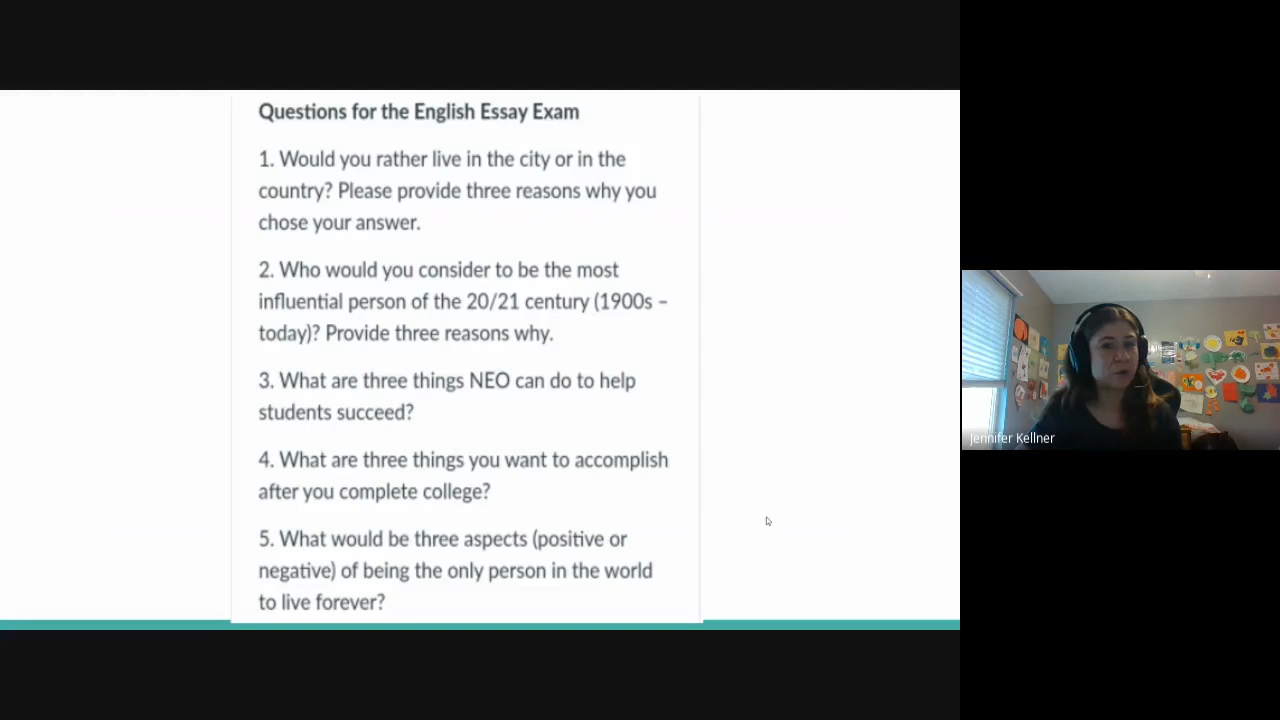 Questions for the English Essay Exam
1. Would you rather live in the city or in the
country? Please provide three reasons why you
chose your answer.
2. Who would you consider to be the most
influential person of the 20/21 century (1900s –
today)? Provide three reasons why.
3. What are three things NEO can do to help
students succeed?
4. What are three things you want to accomplish
after you complete college?
5. What would be three aspects (positive or
negative) of being the only person in the world
to live forever?
Jennifer Kellner